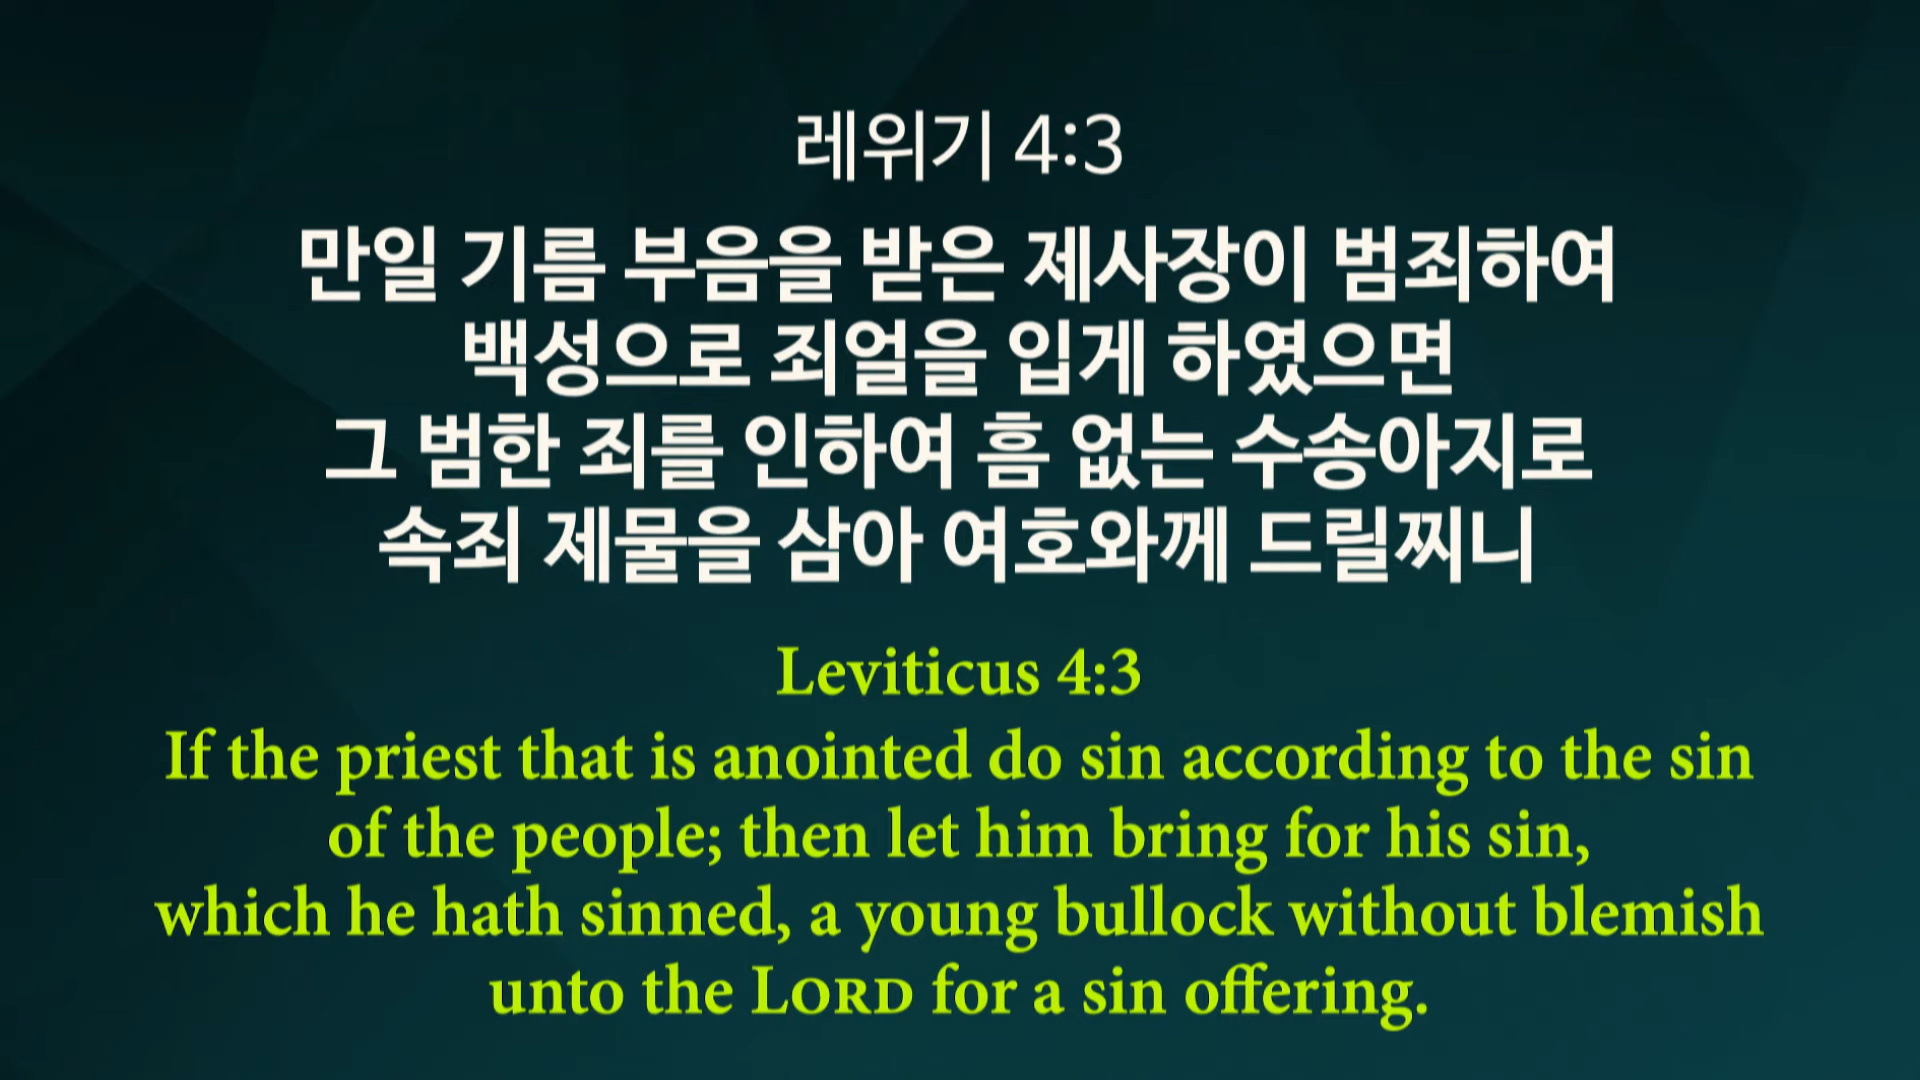 레위기 4:3
만일 기름 부음을 받은 제사장이 범죄하여
백성으로 죄얼을 입게 하였으면
그 범한 죄를 인하여 흠 없는 수송아지로
속죄 제물을 삼아 여호와께 드릴찌니
Leviticus 4:3
If the priest that is anointed do sin according to the sin
of the people; then let him bring for his sin,
which he hath sinned, a young bullock without blemish
unto the LORD for a sin offering.